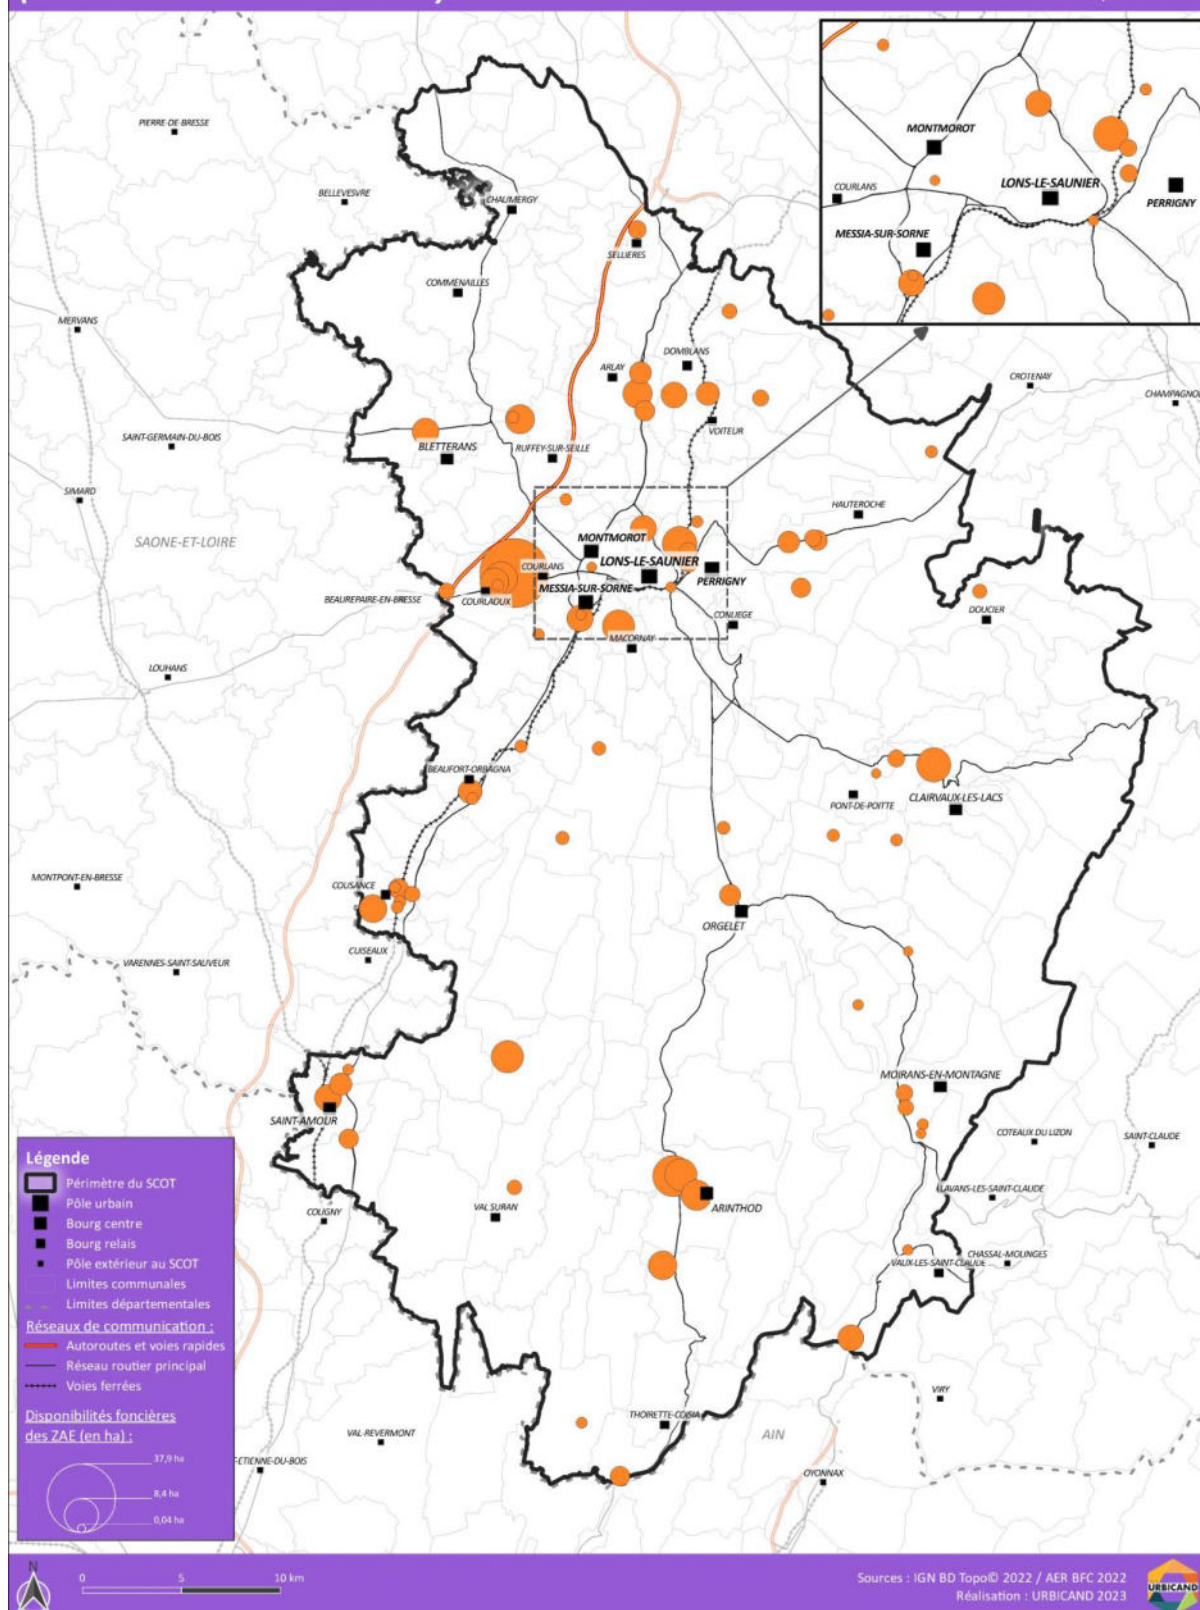 PIERRE-DE-BRESSE
BELLEVESVRE
CHAUMERGY
SELLIERES
COMMENAILLES
MERVANS
MONTMOROT
COURLANS
LONS-LE-SAUNIER
PERRIGNY
MESSIA-SUR-SORNE
ARLAY
DOMBLANS
CROTENAY
VOITEUR
SAINT-GERMAIN-DU-BOIS
BLETTERANS
RUFFEY-SUR-SEILLE
SIMARD
HAUTEROCHE
SAONE-ET-LOIRE
MONTMOROT
LONS-LE-SAUNIER
COURLANS
PERRIGNY
MESSIA-SUR-SORNE
BEAUREPAIRE-EN-BRESSE
COURLAOUX
DOUCIER
CONLIEGE
MACORNAY
LOUHANS
BEAUFORT-ORBAGNA
PONT-DE-POITTE
CLAIRVAUX-LES-LACS
MONTPONT-EN-BRESSE
COUSANCE
ORGELET
CUISEAUX
VARENNES-SAINT-SAUVEUR
MOIRANS-EN-MONTAGNE
SAINT-AMOUR
COTEAUX DU LIZON
SAINT-CLAUDE
LAVANS-LES-SAINT-CLAUDE
VAL SURAN
ARINTHOD
COLIGNY
CHASSAL-MOLINGES
VAUX-LES-SAINT-CLAUDE
VIRY
THOIRETTE-COISIA
VAL-REVERMONT
AIN
-ETIENNE-DU-BOIS
OYONNAX
Légende
Périmètre du SCOT
Pôle urbain
Bourg centre
Bourg relais
Pôle extérieur au SCOT
Limites communales
Limites départementales
Réseaux de communication :
Autoroutes et voies rapides
Réseau routier principal
Voies ferrées
Disponibilités foncières
des ZAE (en ha) :
37,9 ha
8,4 ha
0,04 ha
N
0 5 10 km
Sources : IGN BD Topo© 2022 / AER BFC 2022
Réalisation : URBICAND 2023
URBICAND